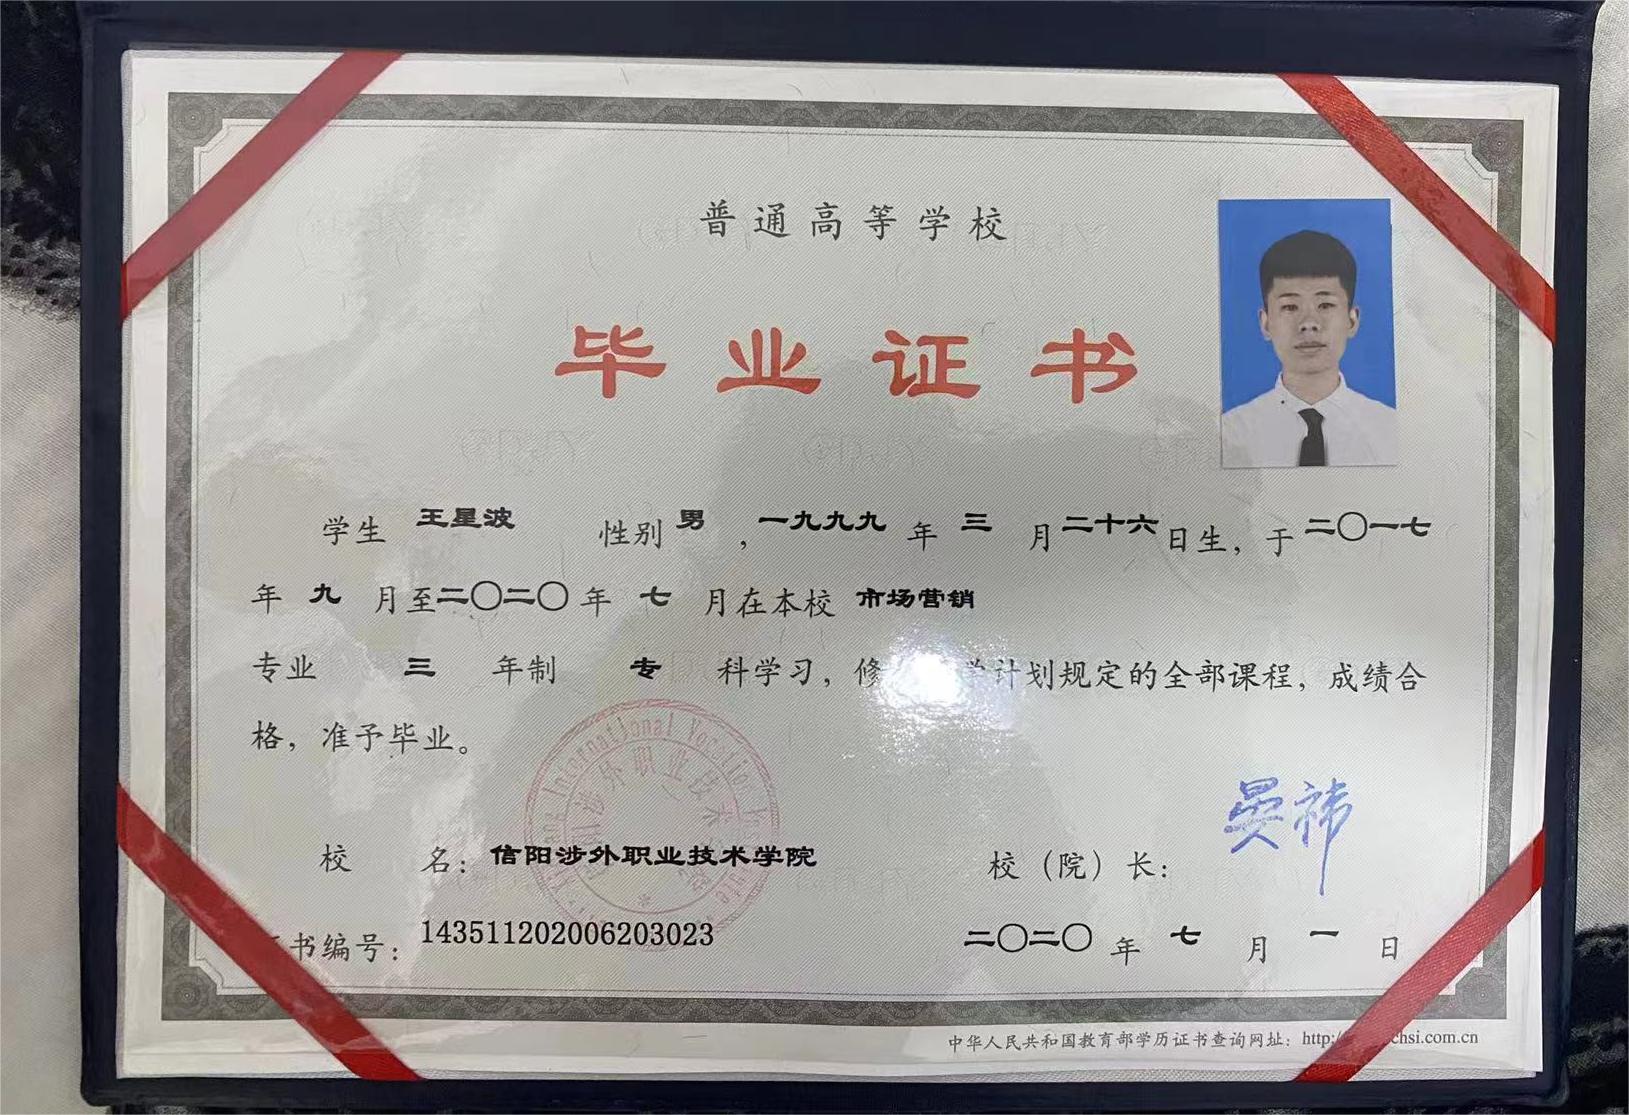 普通高等学校
毕业证书
学生 王星波 性别 男 ，一九九九 年 三 月 二十六 日生，于 二〇一七
年 九 月至二〇二〇 年 七 月在本校 市场营销
专业 三 年制 专 科学习，修 学计划规定的全部课程，成绩合
格，准予毕业。
校 名：信阳涉外职业技术学院 校（院）长：
书编号：143511202006203023 二〇二〇 年 七 月 一 日
中华人民共和国教育部学历证书查询网址：http: chsi.com.cn